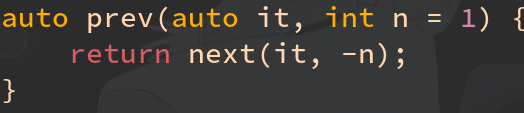 auto prev(auto it, int n = 1) {
    return next(it, -n);
}